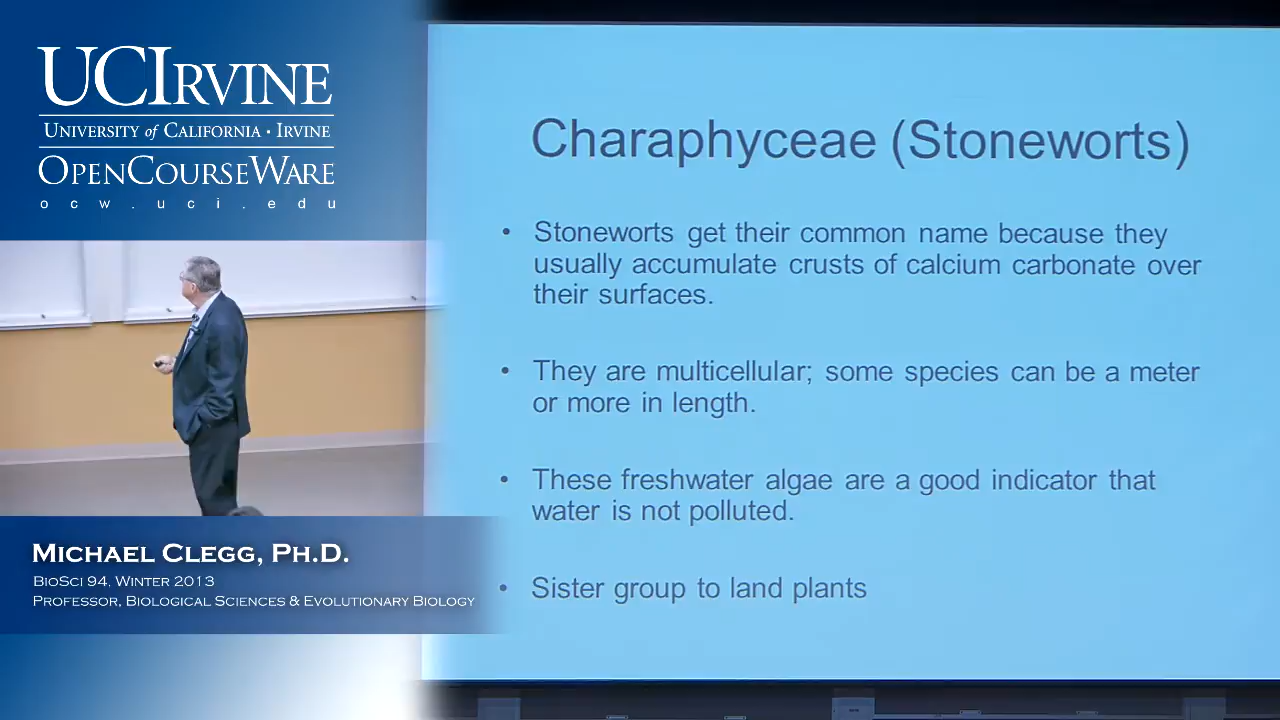 UCIRVINE
UNIVERSITY of CALIFORNIA · IRVINE
OPENCOURSEWARE
ocw.uci.edu
MICHAEL CLEGG, PH.D.
BIOSCI 94, WINTER 2013
PROFESSOR, BIOLOGICAL SCIENCES & EVOLUTIONARY BIOLOGY
Charaphyceae (Stoneworts)
• Stoneworts get their common name because they
usually accumulate crusts of calcium carbonate over
their surfaces.
• They are multicellular; some species can be a meter
or more in length.
• These freshwater algae are a good indicator that
water is not polluted.
• Sister group to land plants